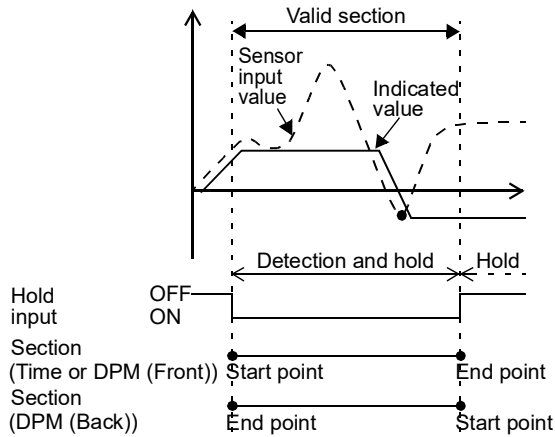 Valid section
Sensor
input
value
Indicated
value
Detection and hold
Hold
Hold
input
OFF
ON
Section
(Time or DPM (Front))
Start point
End point
Section
(DPM (Back))
End point
Start point